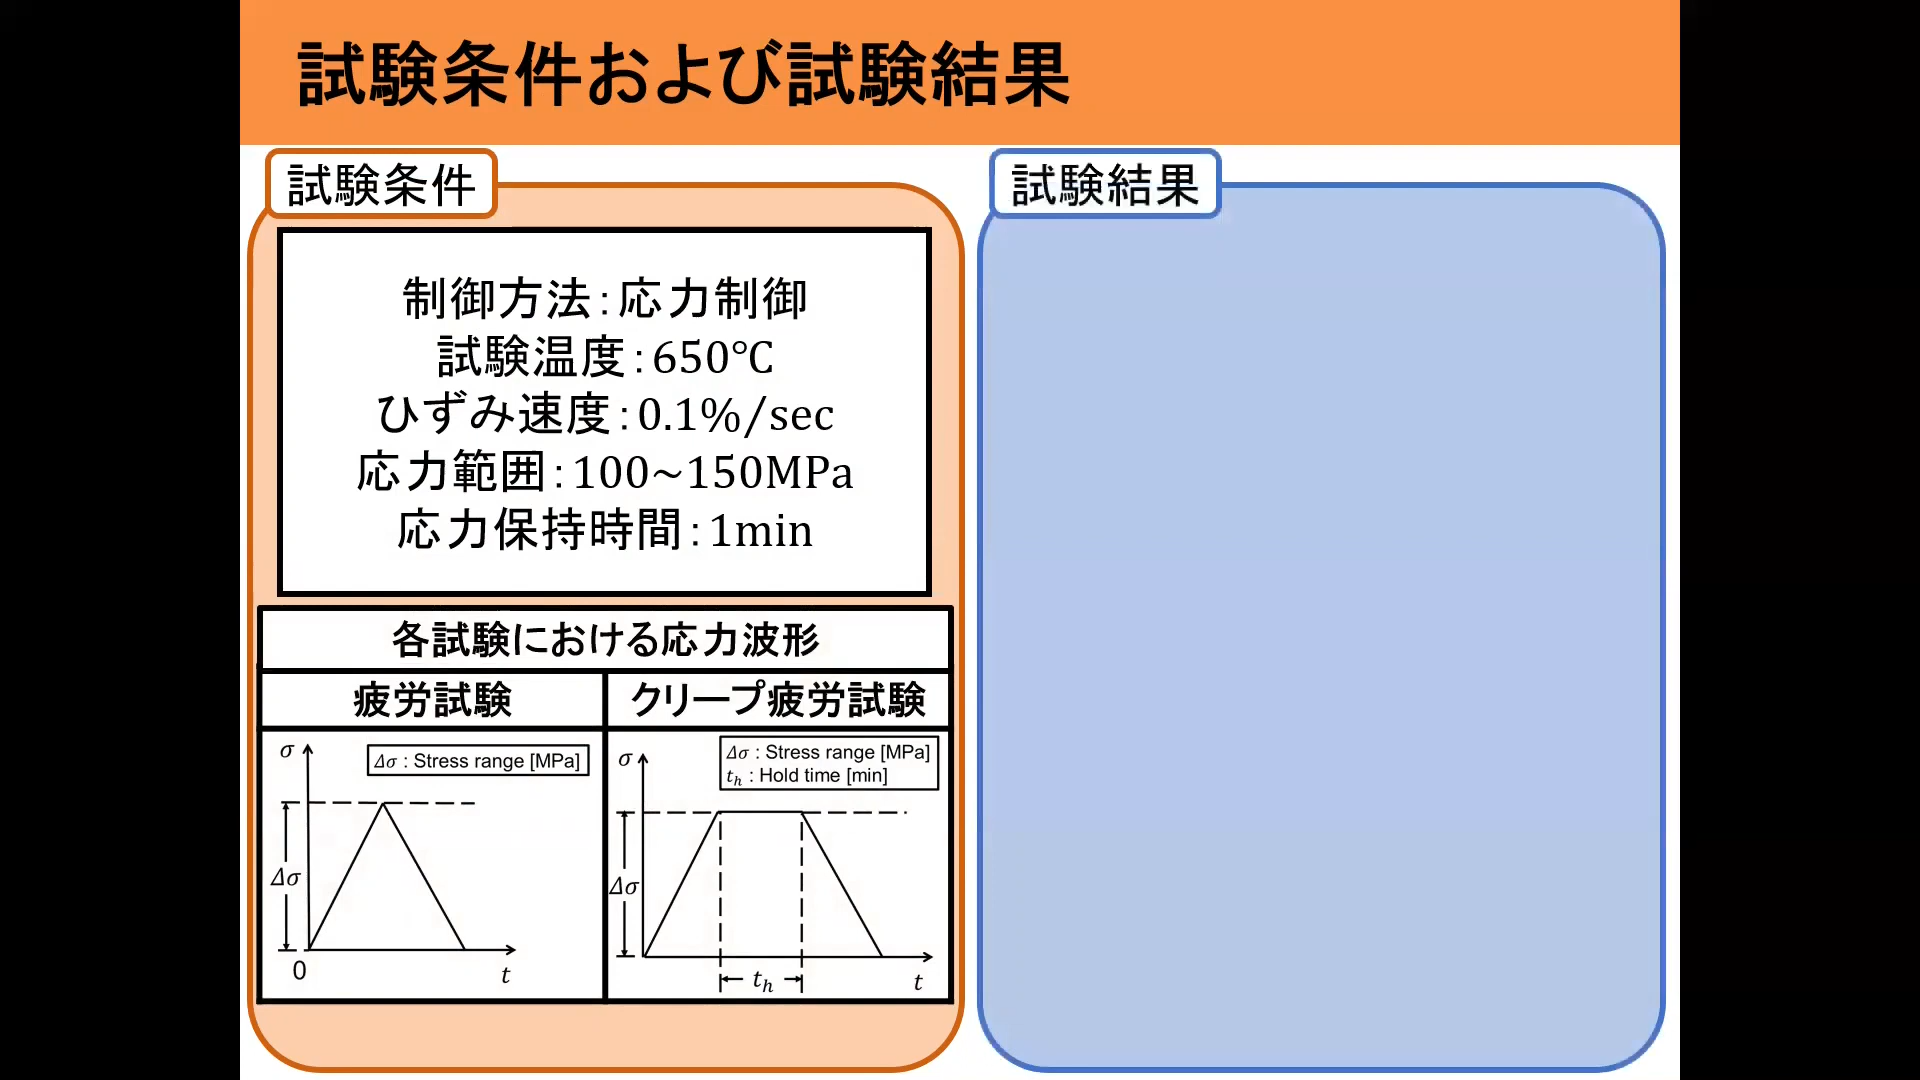 試験条件および試験結果
試験条件
制御方法：応力制御
試験温度：650℃
ひずみ速度：0.1%/sec
応力範囲：100~150MPa
応力保持時間：1min
各試験における応力波形
疲労試験
クリープ疲労試験
σ
Δσ : Stress range [MPa]
Δσ
0
t
σ
Δσ : Stress range [MPa]
t_h : Hold time [min]
Δσ
t_h
t
試験結果